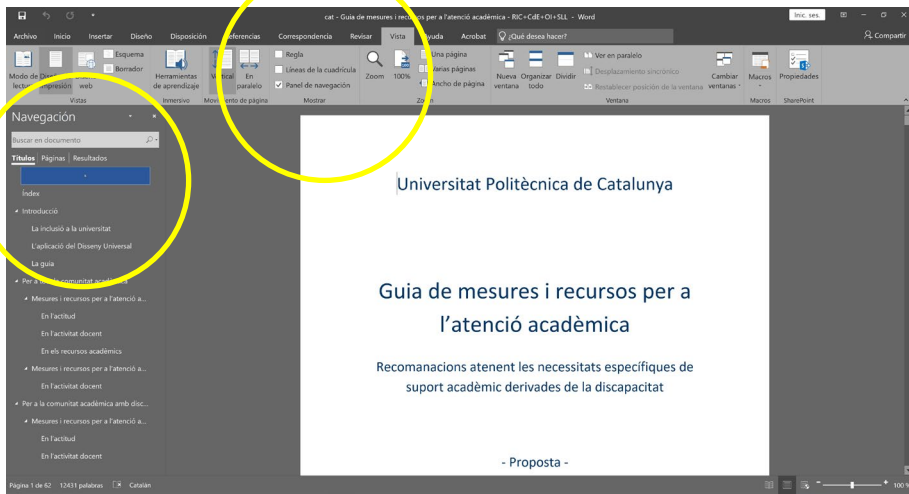 cat - Guia de mesures i recursos per a l'atenció acadèmica - RIC+CdE+OI+SLL - Word
Inic. ses.
Archivo Inicio Insertar Diseño Disposición Referencias Correspondencia Revisar Vista Ayuda Acrobat ¿Qué desea hacer? Compartir
Modo de lectura
Diseño de impresión
web
Esquema
Borrador
Vistas
Herramientas de aprendizaje
Inmersivo
Vertical
En paralelo
Movimiento de página
Regla
Líneas de la cuadrícula
Panel de navegación
Mostrar
Zoom
100%
Una página
Varias páginas
Ancho de página
Zoom
Nueva ventana
Organizar todo
Dividir
Ver en paralelo
Desplazamiento sincrónico
Restablecer posición de la ventana
Cambiar ventanas
Ventana
Macros
Macros
Propiedades
SharePoint
Navegación
Buscar en documento
Títulos Páginas Resultados
Índex
Introducció
La inclusió a la universitat
L'aplicació del Disseny Universal
La guia
Per a tota la comunitat acadèmica
Mesures i recursos per a l'atenció a...
En l'actitud
En l'activitat docent
En els recursos acadèmics
Mesures i recursos per a l'atenció a...
En l'activitat docent
Per a la comunitat acadèmica amb disc...
Mesures i recursos per a l'atenció a...
En l'actitud
En l'activitat docent
Universitat Politècnica de Catalunya
Guia de mesures i recursos per a
l'atenció acadèmica
Recomanacions atenent les necessitats específiques de
suport acadèmic derivades de la discapacitat
- Proposta -
Página 1 de 62 12431 palabras Catalán 100 %